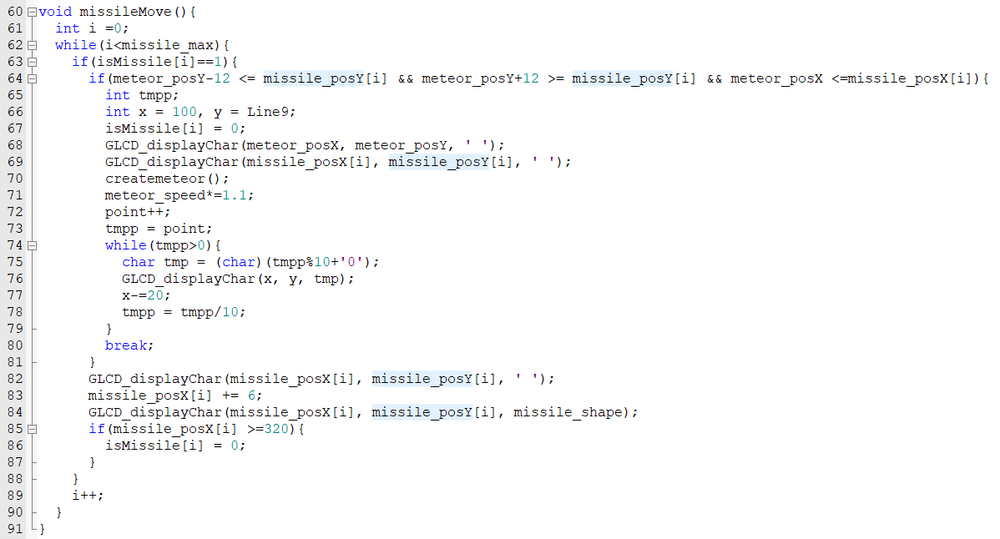 60 void missileMove(){
61   int i =0;
62   while(i<missile_max){
63     if(isMissile[i]==1){
64       if(meteor_posY-12 <= missile_posY[i] && meteor_posY+12 >= missile_posY[i] && meteor_posX <=missile_posX[i]){
65         int tmpp;
66         int x = 100, y = Line9;
67         isMissile[i] = 0;
68         GLCD_displayChar(meteor_posX, meteor_posY, ' ');
69         GLCD_displayChar(missile_posX[i], missile_posY[i], ' ');
70         createmeteor();
71         meteor_speed*=1.1;
72         point++;
73         tmpp = point;
74         while(tmpp>0){
75           char tmp = (char)(tmpp%10+'0');
76           GLCD_displayChar(x, y, tmp);
77           x-=20;
78           tmpp = tmpp/10;
79         }
80         break;
81       }
82       GLCD_displayChar(missile_posX[i], missile_posY[i], ' ');
83       missile_posX[i] += 6;
84       GLCD_displayChar(missile_posX[i], missile_posY[i], missile_shape);
85       if(missile_posX[i] >=320){
86         isMissile[i] = 0;
87       }
88     }
89     i++;
90   }
91 }